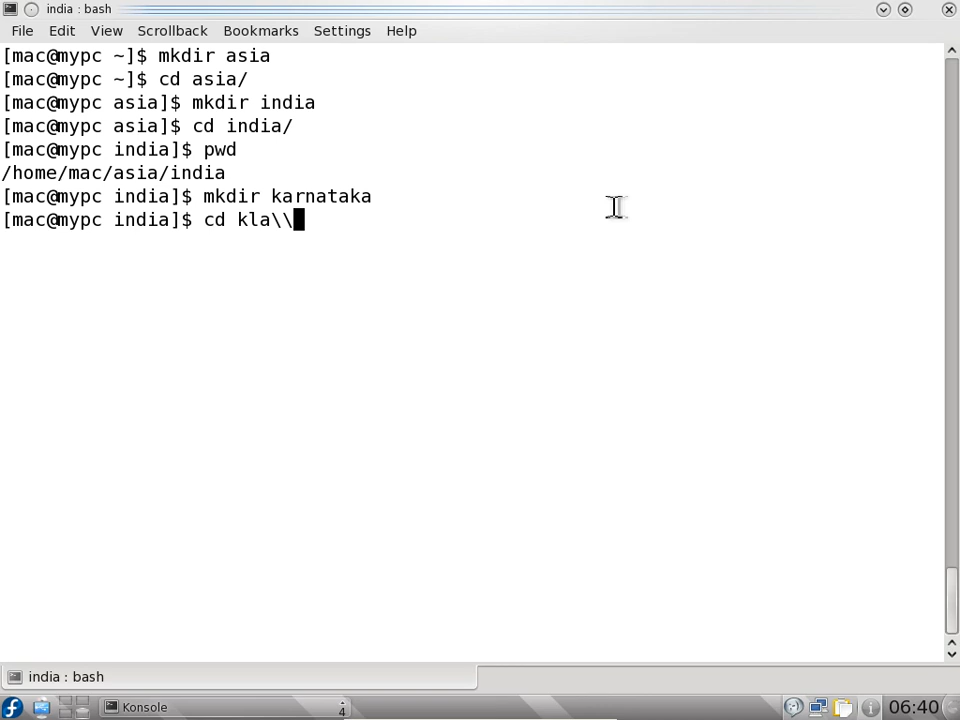 india : bash
File Edit View Scrollback Bookmarks Settings Help
[mac@mypc ~]$ mkdir asia
[mac@mypc ~]$ cd asia/
[mac@mypc asia]$ mkdir india
[mac@mypc asia]$ cd india/
[mac@mypc india]$ pwd
/home/mac/asia/india
[mac@mypc india]$ mkdir karnataka
[mac@mypc india]$ cd kla\\
india : bash
Konsole 4 06:40